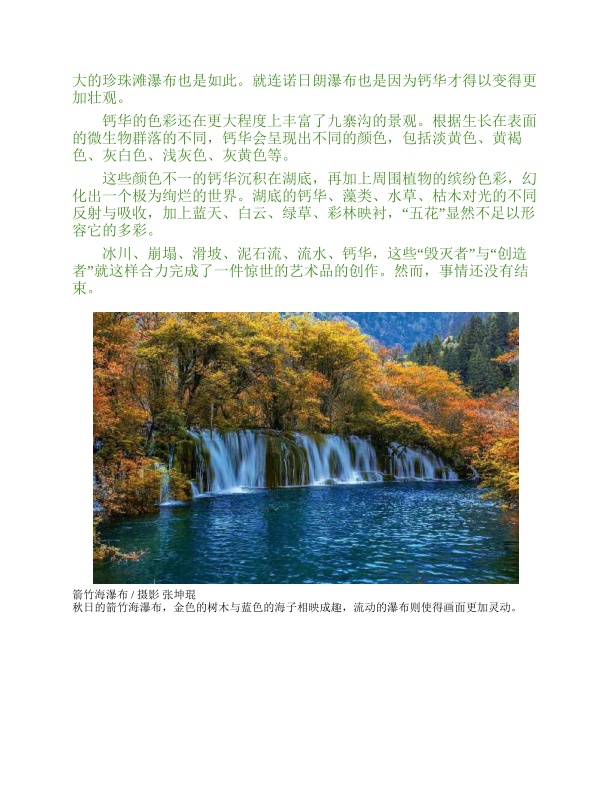 大的珍珠滩瀑布也是如此。就连诺日朗瀑布也是因为钙华才得以变得更
加壮观。
钙华的色彩还在更大程度上丰富了九寨沟的景观。根据生长在表面
的微生物群落的不同，钙华会呈现出不同的颜色，包括淡黄色、黄褐
色、灰白色、浅灰色、灰黄色等。
这些颜色不一的钙华沉积在湖底，再加上周围植物的缤纷色彩，幻
化出一个极为绚烂的世界。湖底的钙华、藻类、水草、枯木对光的不同
反射与吸收，加上蓝天、白云、绿草、彩林映衬，“五花”显然不足以形
容它的多彩。
冰川、崩塌、滑坡、泥石流、流水、钙华，这些“毁灭者”与“创造
者”就这样合力完成了一件惊世的艺术品的创作。然而，事情还没有结
束。
箭竹海瀑布 / 摄影 张坤琨
秋日的箭竹海瀑布，金色的树木与蓝色的海子相映成趣，流动的瀑布则使得画面更加灵动。